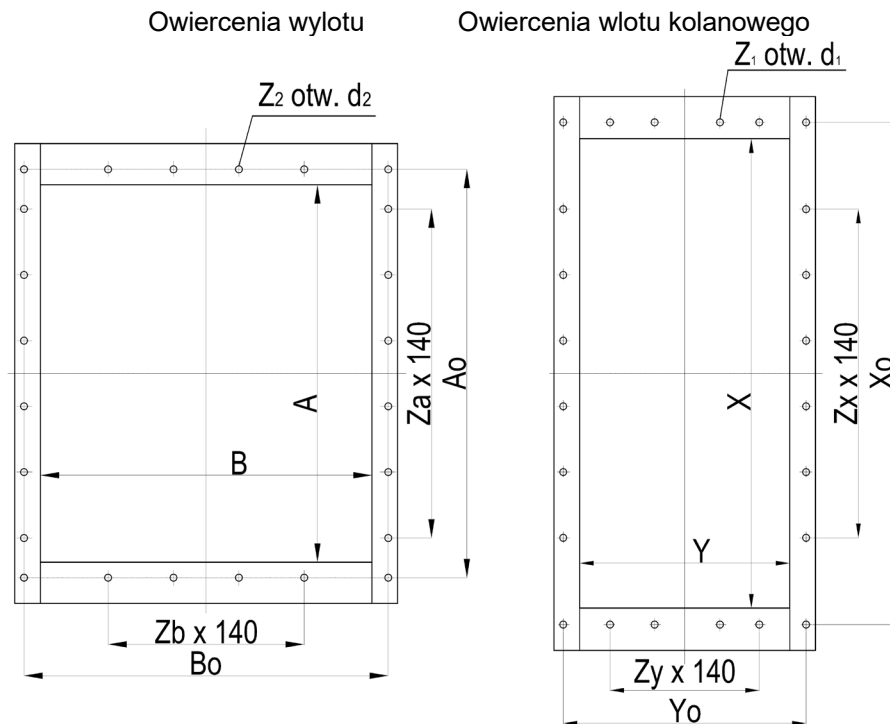 Owiercenia wylotu
Owiercenia wlotu kolanowego
Z₂ otw. d₂
Z₁ otw. d₁
A
B
Za x 140
Ao
Zb x 140
Bo
X
Y
Zx x 140
Xo
Zy x 140
Yo